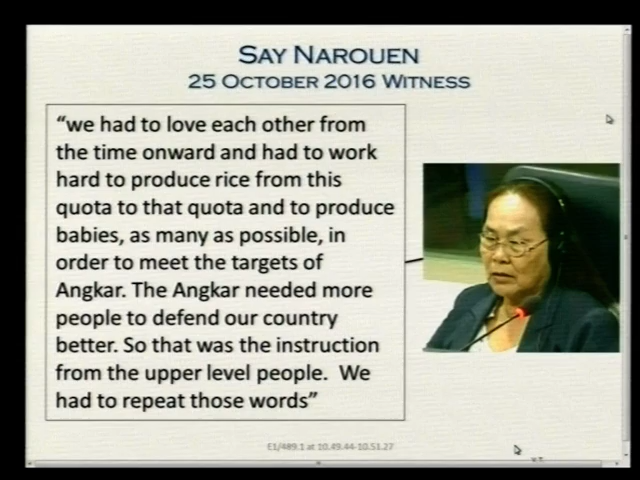 SAY NAROUEN
25 OCTOBER 2016 WITNESS
“we had to love each other from
the time onward and had to work
hard to produce rice from this
quota to that quota and to produce
babies, as many as possible, in
order to meet the targets of
Angkar. The Angkar needed more
people to defend our country
better. So that was the instruction
from the upper level people. We
had to repeat those words”
E1/489.1 at 10.49.44-10.51.27